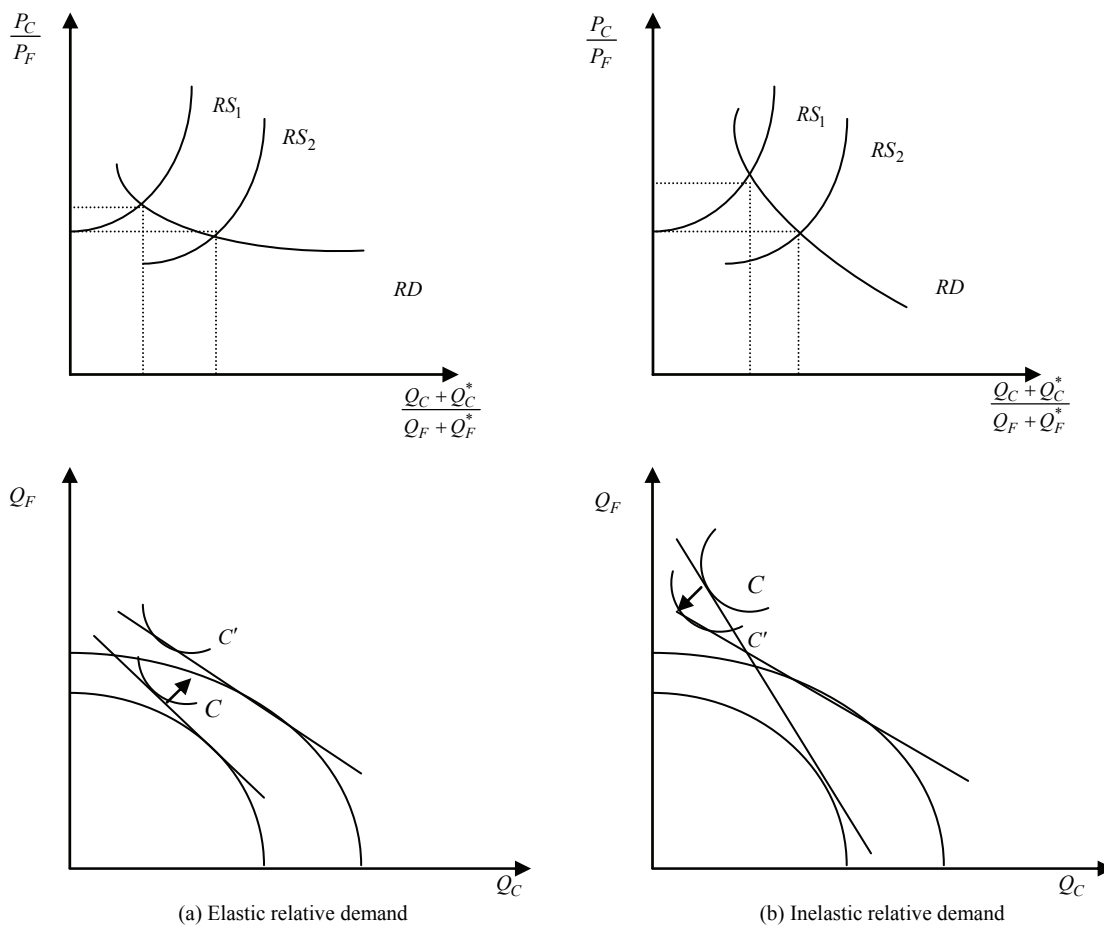 P_C
P_F
RS_1
RS_2
RD
Q_C + Q_C^*
Q_F + Q_F^*
P_C
P_F
RS_1
RS_2
RD
Q_C + Q_C^*
Q_F + Q_F^*
Q_F
C'
C
Q_C
(a) Elastic relative demand
Q_F
C
C'
Q_C
(b) Inelastic relative demand